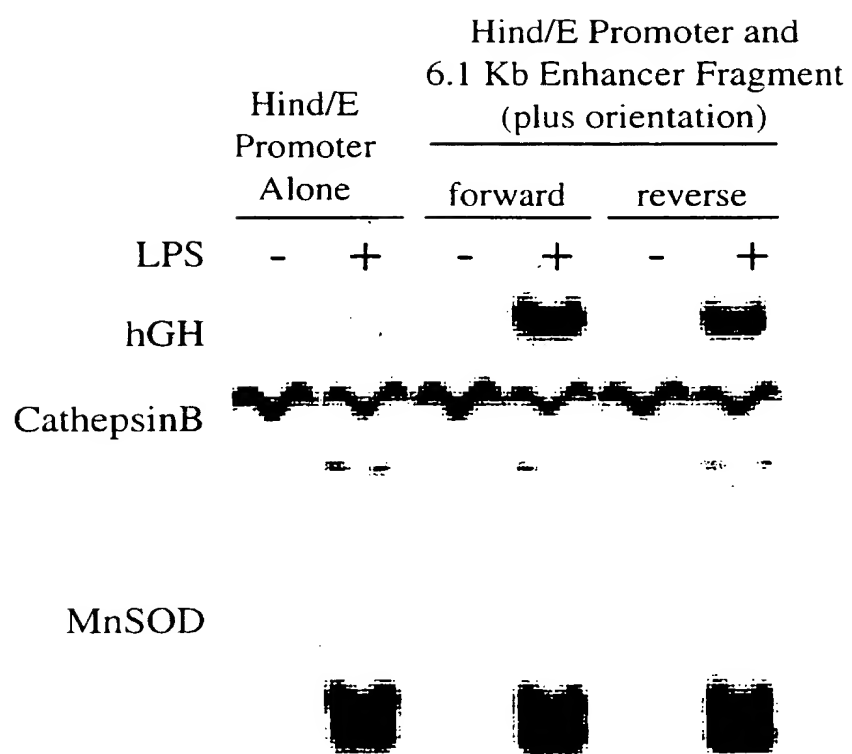 Hind/E
Promoter
Alone
Hind/E Promoter and
6.1 Kb Enhancer Fragment
(plus orientation)
forward reverse
LPS - + - + - +
hGH
CathepsinB
MnSOD